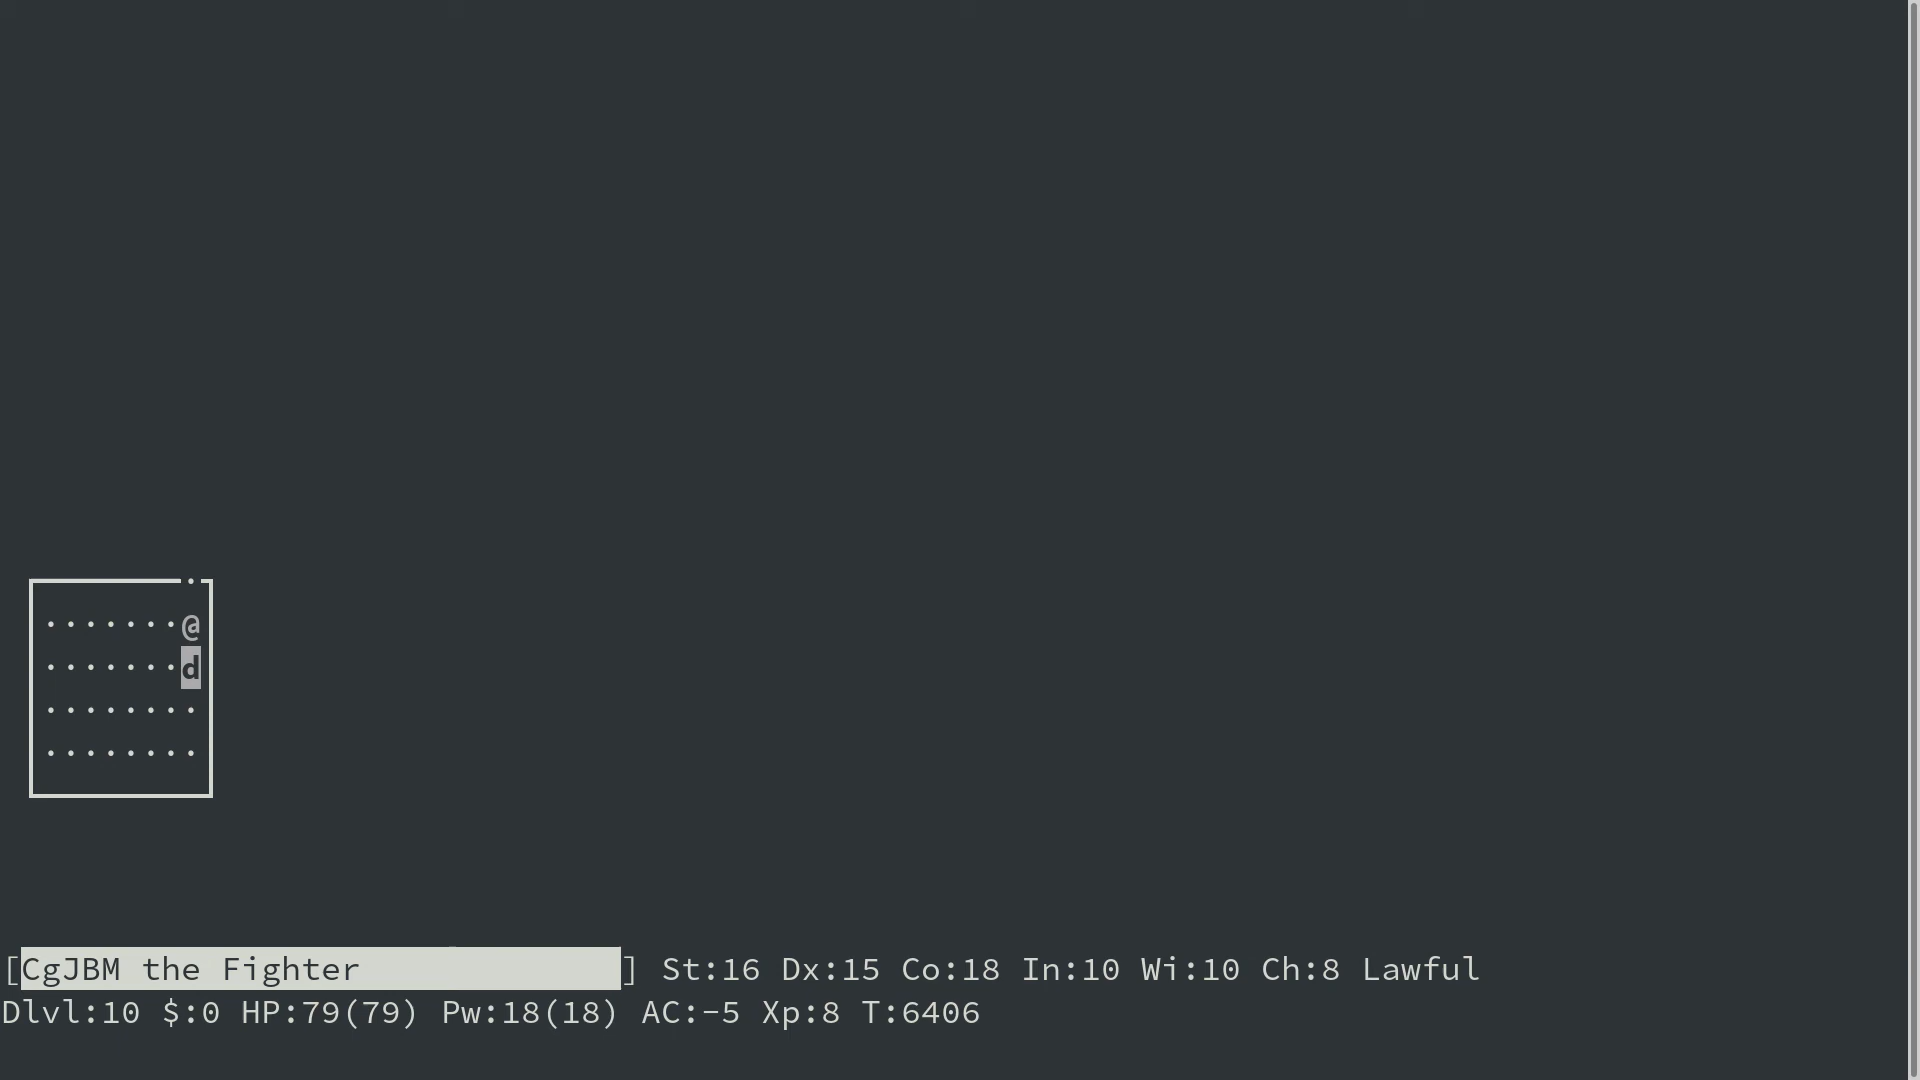 .
.......@
.......d
........
........
[CgJBM the Fighter ] St:16 Dx:15 Co:18 In:10 Wi:10 Ch:8 Lawful
Dlvl:10 $:0 HP:79(79) Pw:18(18) AC:-5 Xp:8 T:6406